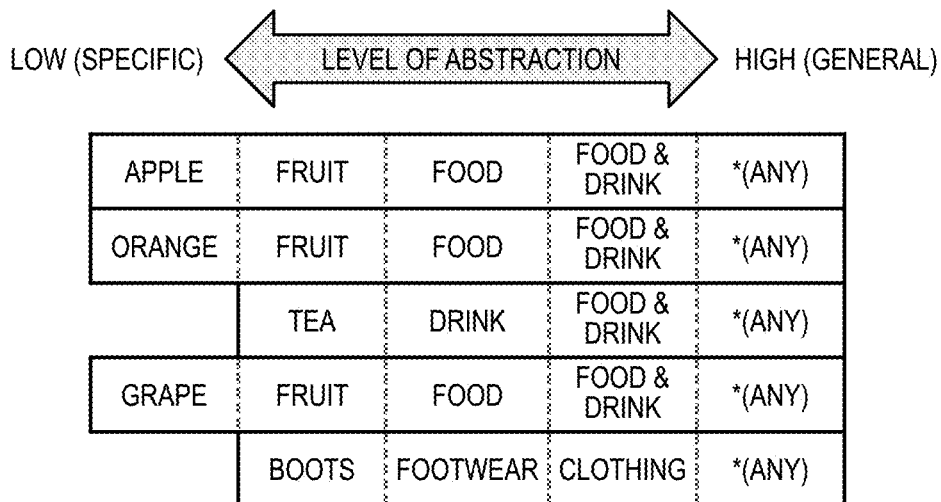 LOW (SPECIFIC) LEVEL OF ABSTRACTION HIGH (GENERAL)
APPLE FRUIT FOOD FOOD & DRINK *(ANY)
ORANGE FRUIT FOOD FOOD & DRINK *(ANY)
TEA DRINK FOOD & DRINK *(ANY)
GRAPE FRUIT FOOD FOOD & DRINK *(ANY)
BOOTS FOOTWEAR CLOTHING *(ANY)